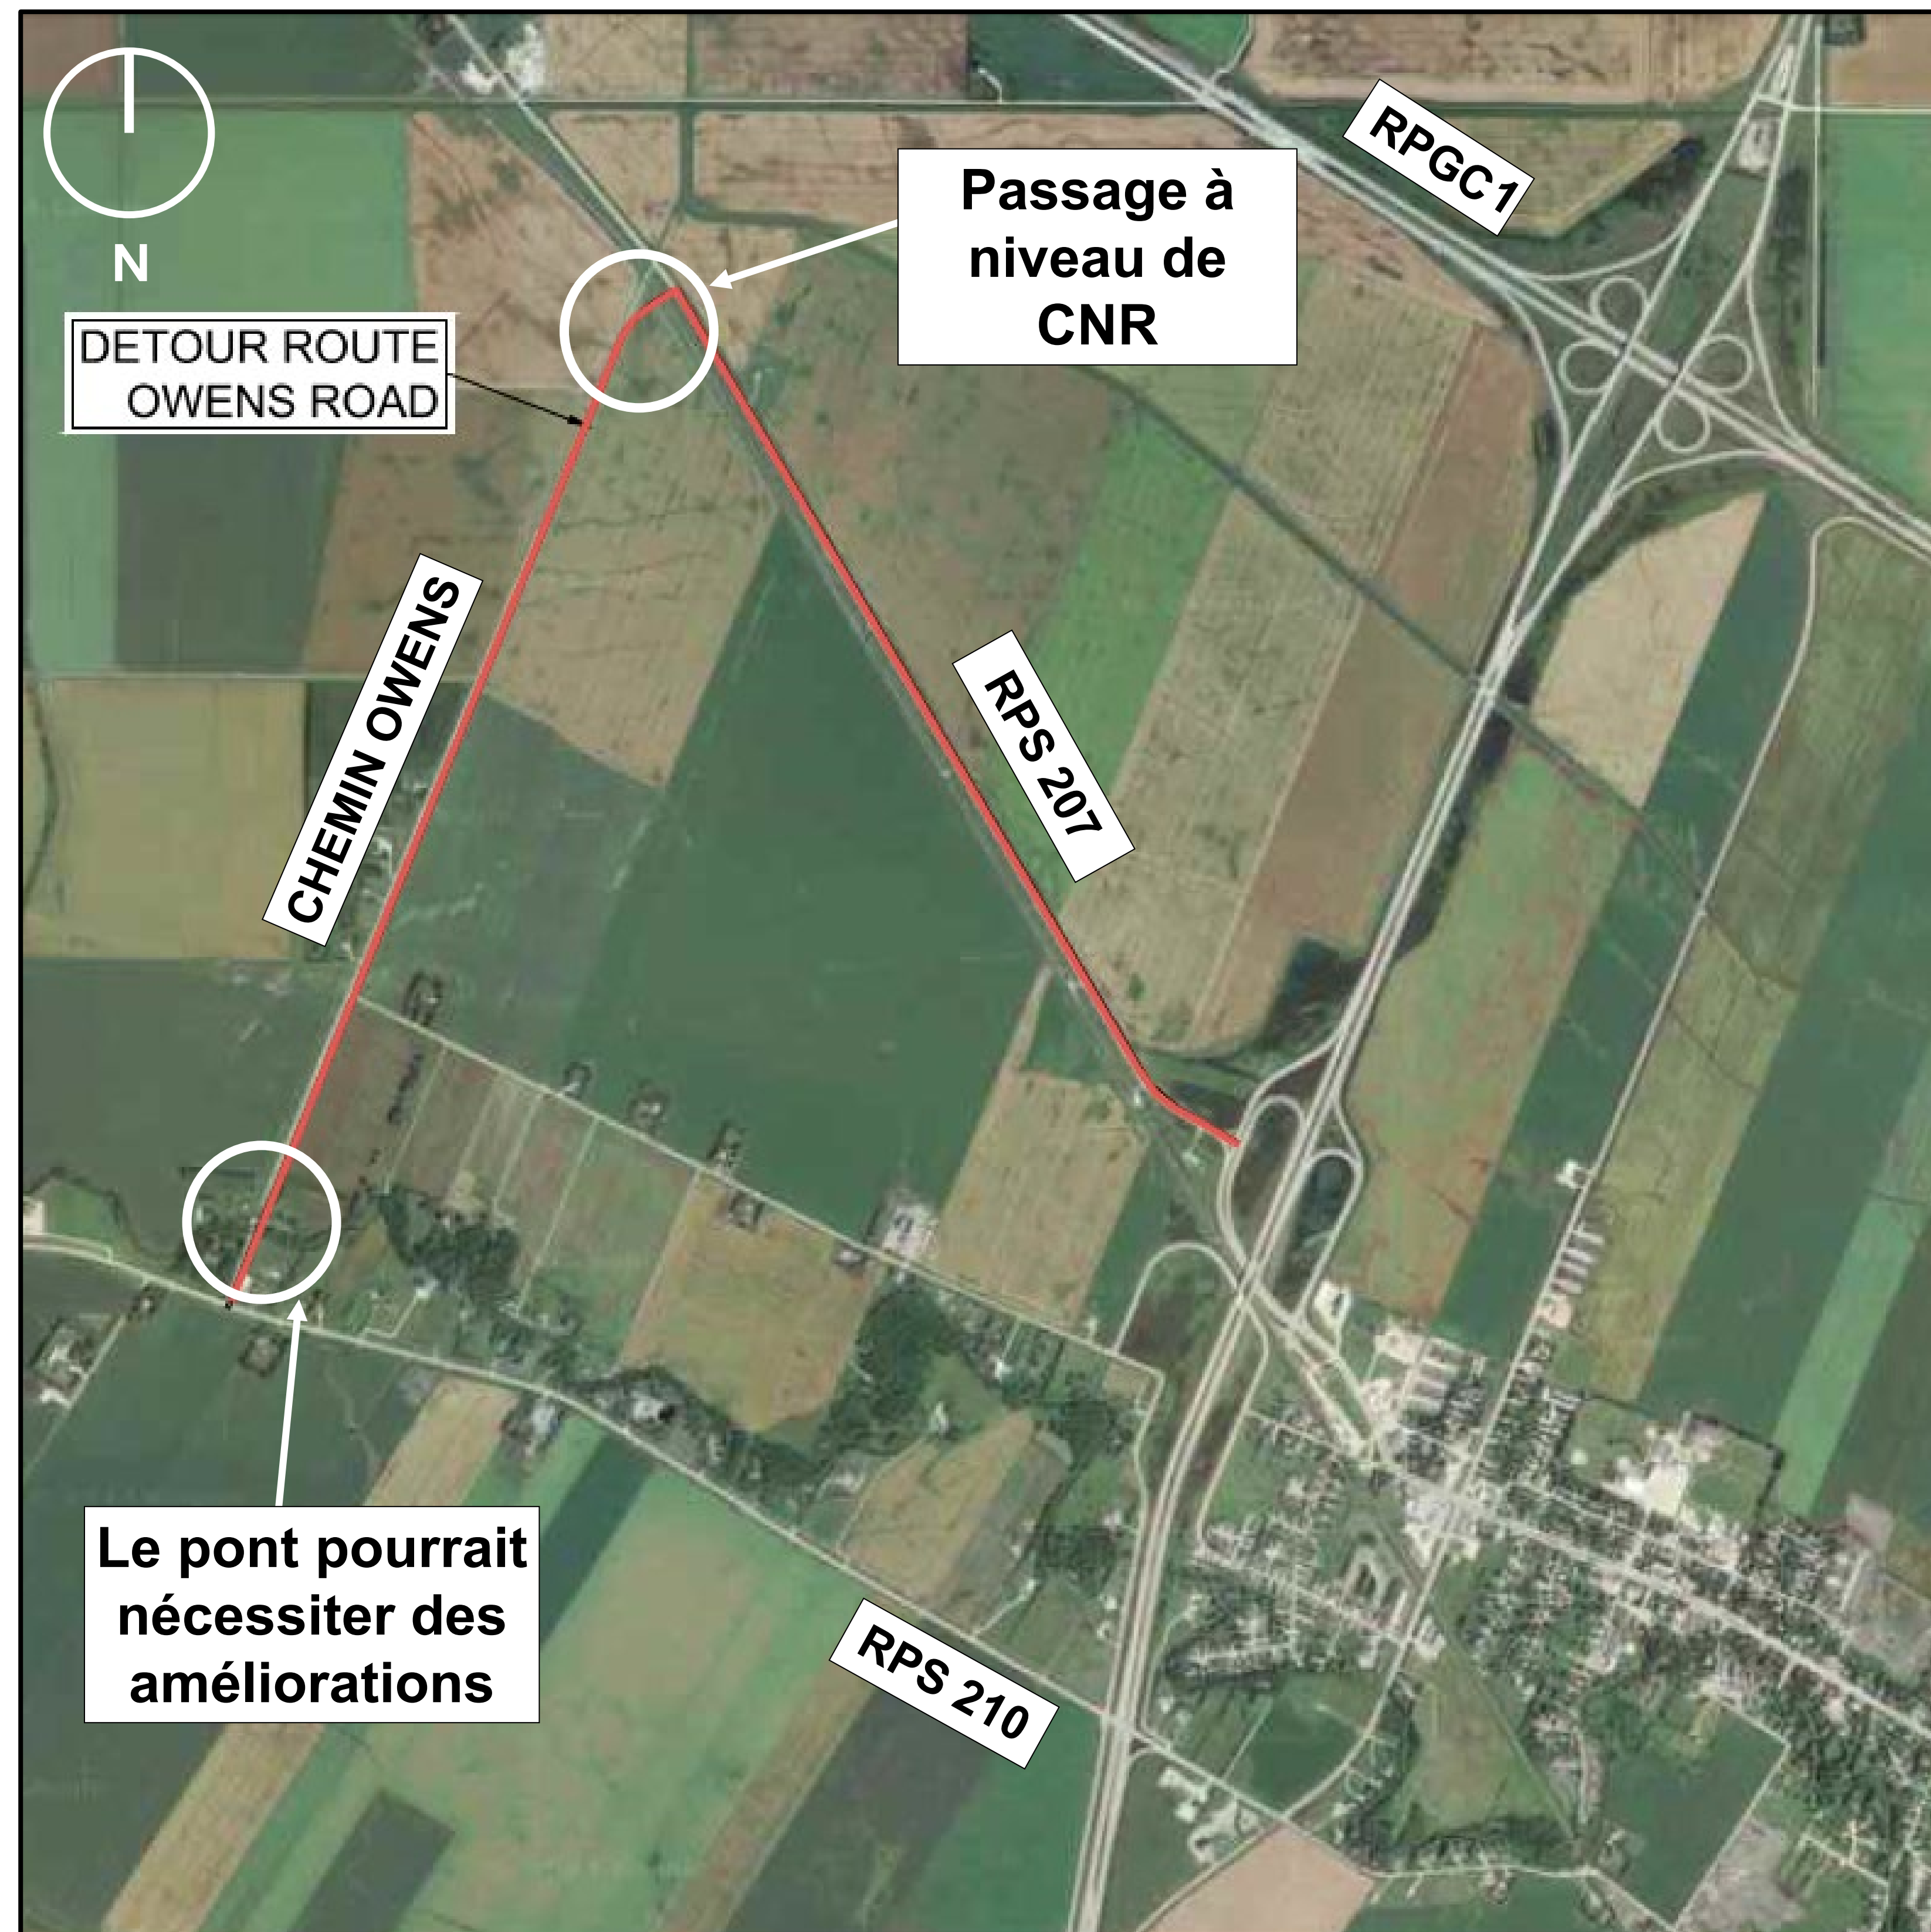 N
RPGC1
Passage à
niveau de
CNR
DETOUR ROUTE
OWENS ROAD
CHEMIN OWENS
RPS 207
Le pont pourrait
nécessiter des
améliorations
RPS 210